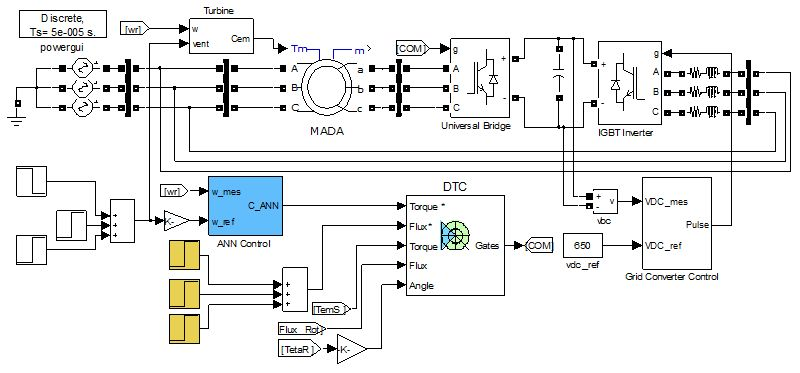 Discrete,
Ts= 5e-005 s.
powergui
Turbine
[wr]
w
vent
Cem
Tm
m
A
B
C
a
b
c
MADA
[COM]
g
A
B
C
+
-
Universal Bridge
+
-
g
A
B
C
IGBT Inverter
[wr]
w_mes
w_ref
C_ANN
ANN Control
-K-
+
+
+
+
+
+
DTC
Torque *
Flux*
Torque
Flux
Angle
Gates
[COM]
[TemS]
Flux_Rot]
[TetaR]
-K-
+
-
v
vbc
650
vdc_ref
VDC_mes
VDC_ref
Pulse
Grid Converter Control